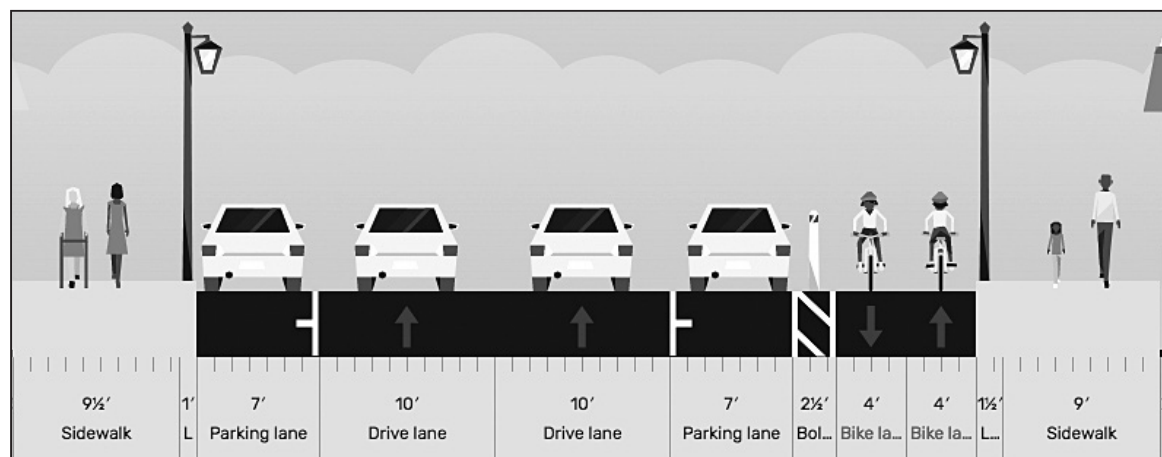 9½′ 1′ 7′ 10′ 10′ 7′ 2½′ 4′ 4′ 1½′ 9′
Sidewalk L Parking lane Drive lane Drive lane Parking lane Bol… Bike la… Bike la… L… Sidewalk